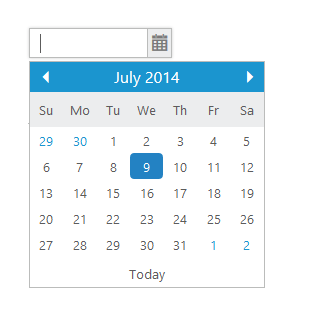 July 2014
Su Mo Tu We Th Fr Sa
29 30 1 2 3 4 5
6 7 8 9 10 11 12
13 14 15 16 17 18 19
20 21 22 23 24 25 26
27 28 29 30 31 1 2
Today